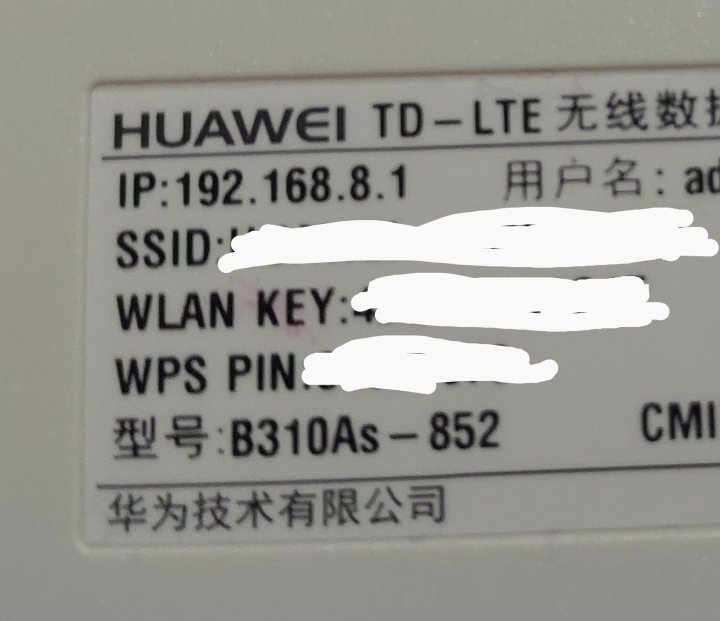 HUAWEI TD-LTE 无线数据
IP:192.168.8.1 用户名: ad
SSID:
WLAN KEY:
WPS PIN:
型号:B310As-852 CMI
华为技术有限公司